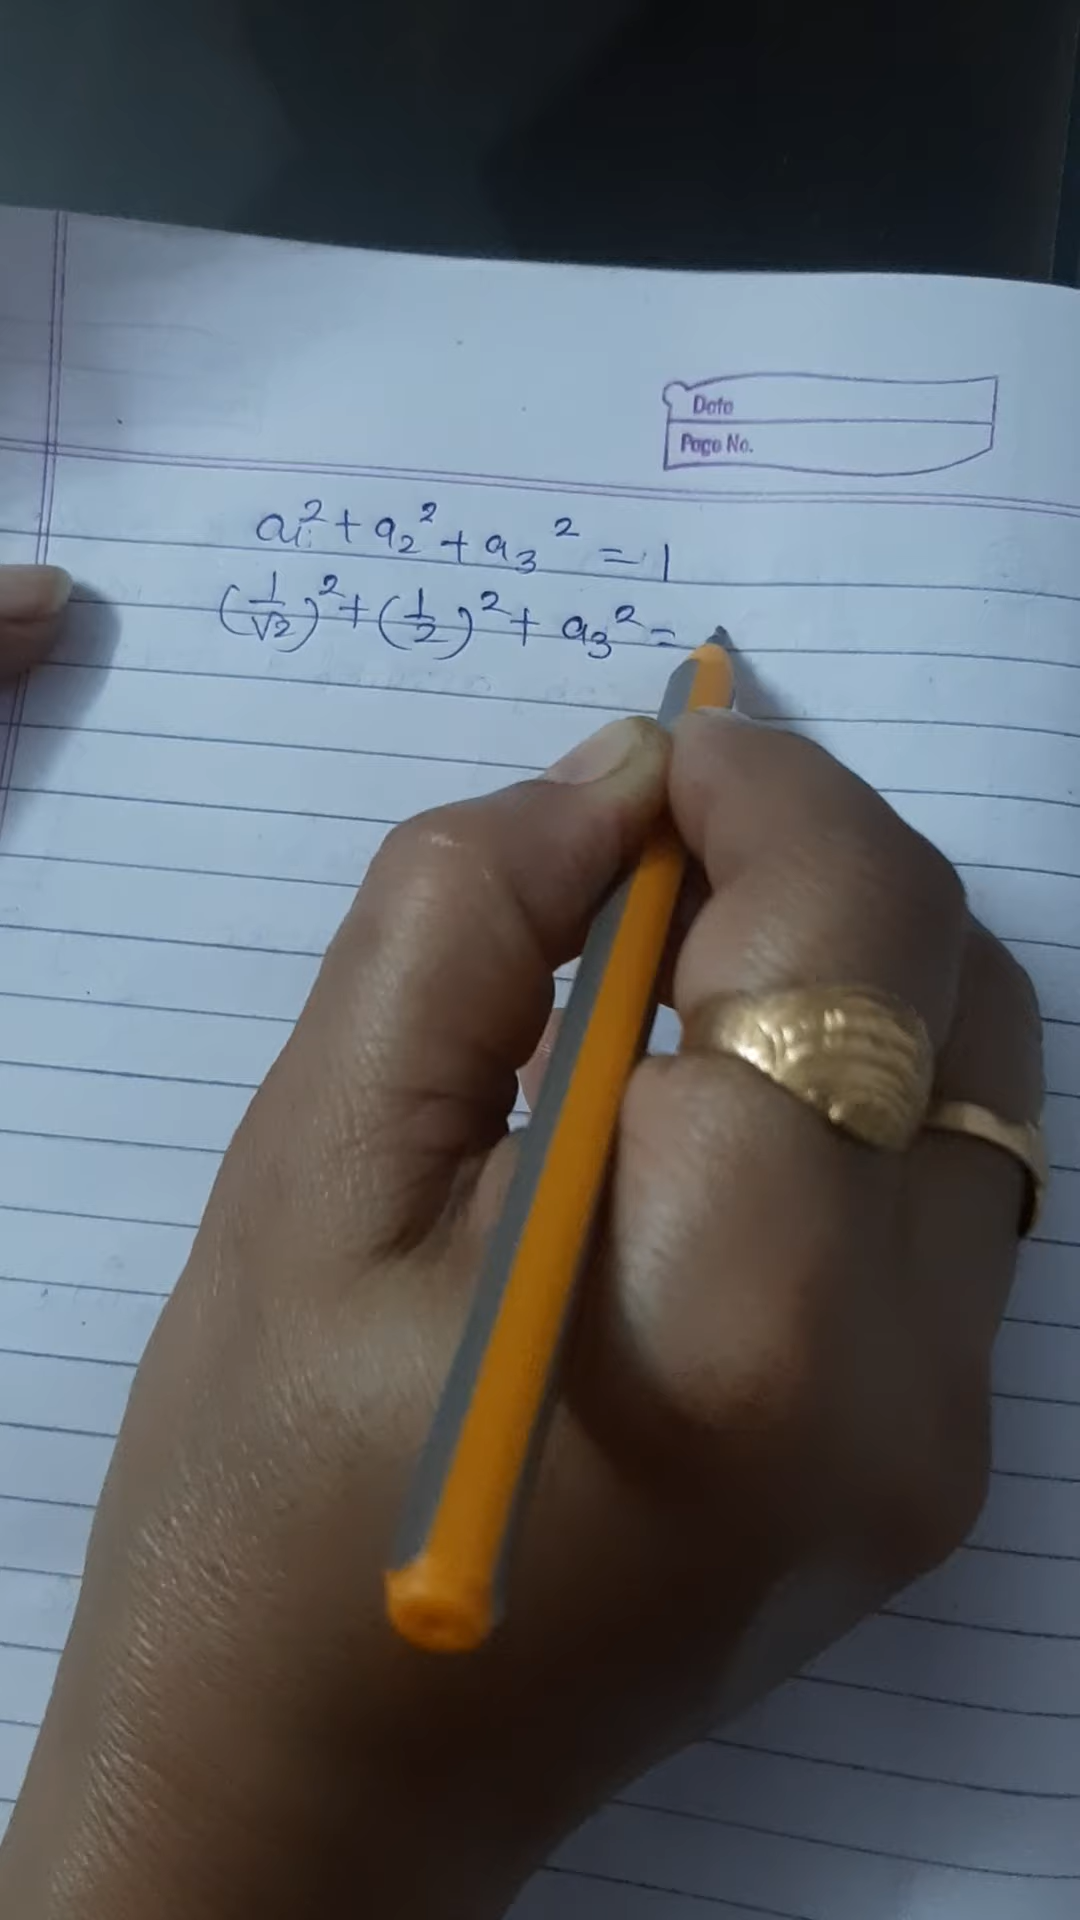 Date
Page No.
a₁² + a₂² + a₃² = 1
(1/√2)² + (1/2)² + a₃² =